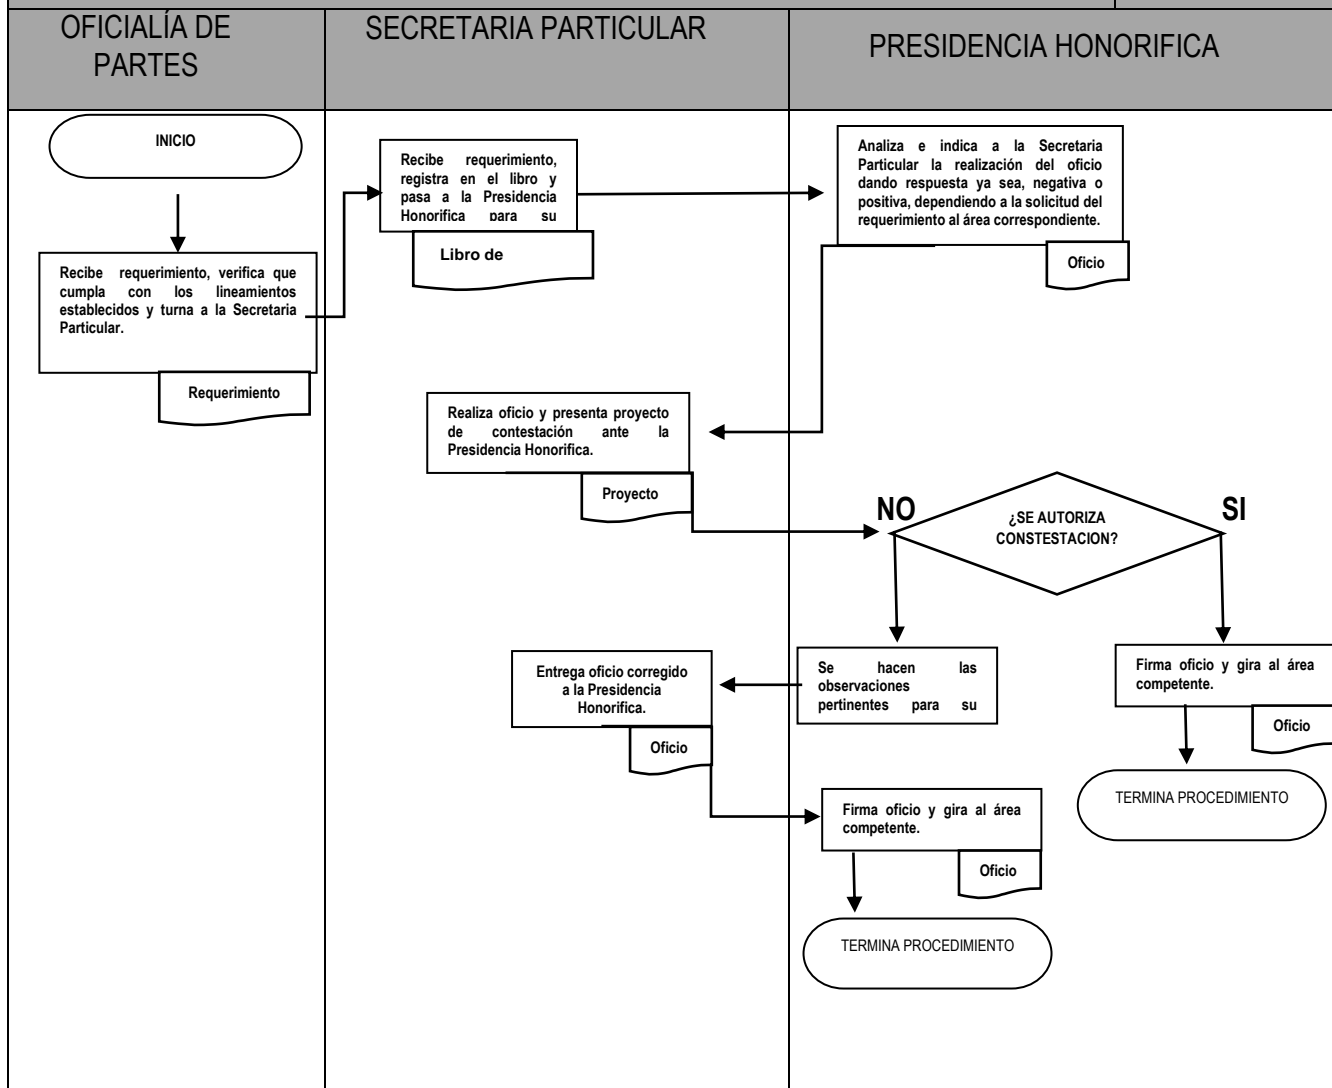 OFICIALÍA DE
PARTES
SECRETARIA PARTICULAR
PRESIDENCIA HONORIFICA
INICIO
Recibe requerimiento, verifica que
cumpla con los lineamientos
establecidos y turna a la Secretaria
Particular.
Requerimiento
Recibe requerimiento,
registra en el libro y
pasa a la Presidencia
Honorifica para su
Libro de
Analiza e indica a la Secretaria
Particular la realización del oficio
dando respuesta ya sea, negativa o
positiva, dependiendo a la solicitud del
requerimiento al área correspondiente.
Oficio
Realiza oficio y presenta proyecto
de contestación ante la
Presidencia Honorifica.
Proyecto
NO
¿SE AUTORIZA
CONSTESTACION?
SI
Se hacen las
observaciones
pertinentes para su
Firma oficio y gira al área
competente.
Oficio
TERMINA PROCEDIMIENTO
Entrega oficio corregido
a la Presidencia
Honorifica.
Oficio
Firma oficio y gira al área
competente.
Oficio
TERMINA PROCEDIMIENTO